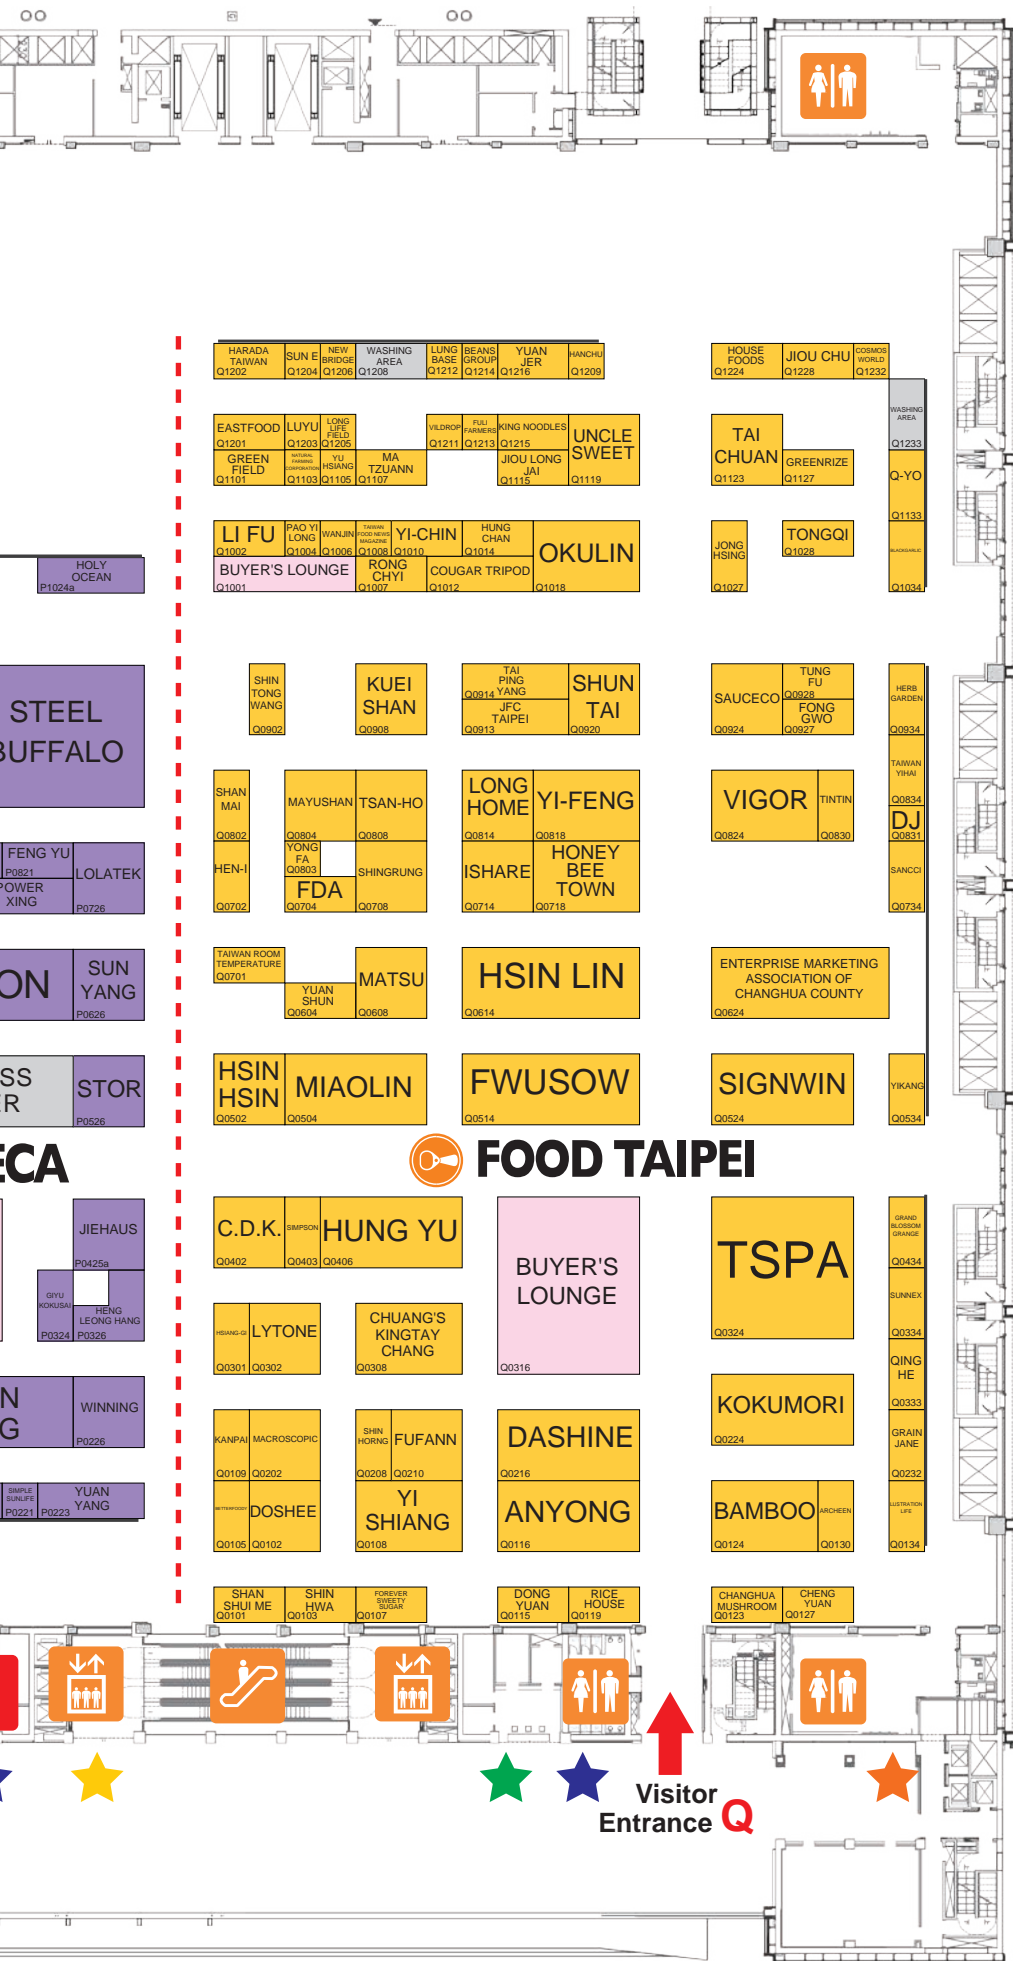 HARADA
TAIWAN
Q1202
SUN E
Q1204
NEW
BRIDGE
Q1206
WASHING
AREA
Q1208
LUNG
BASE
Q1212
BEANS
GROUP
Q1214
YUAN
JER
Q1216
HANCHU
Q1209
HOUSE
FOODS
Q1224
JIOU CHU
Q1228
COSMOS
WORLD
Q1232
WASHING
AREA
Q1233
EASTFOOD
Q1201
LUYU
Q1203
LONG
LIFE
FIELD
Q1205
VILDROP
Q1211
FULI
FARMERS
Q1213
KING NOODLES
Q1215
UNCLE
SWEET
Q1119
TAI
CHUAN
Q1123
GREENRIZE
Q1127
Q-YO
Q1133
GREEN
FIELD
Q1101
NATURAL
FARMING
CORPORATION
Q1103
YU
HSIANG
Q1105
MA
TZUANN
Q1107
JIOU LONG
JAI
Q1115
LI FU
Q1002
PAO YI
LONG
Q1004
WANJIN
Q1006
TAIWAN
FOOD NEWS
MAGAZINE
Q1008
YI-CHIN
Q1010
HUNG
CHAN
Q1014
OKULIN
Q1018
JONG
HSING
Q1027
TONGQI
Q1028
BLACKGARLIC
Q1034
BUYER'S LOUNGE
Q1001
RONG
CHYI
Q1007
COUGAR TRIPOD
Q1012
HOLY
OCEAN
P1024a
STEEL
BUFFALO
SHIN
TONG
WANG
Q0902
KUEI
SHAN
Q0908
TAI
PING
YANG
Q0914
JFC
TAIPEI
Q0913
SHUN
TAI
Q0920
SAUCECO
Q0924
TUNG
FU
Q0928
FONG
GWO
Q0927
HERB
GARDEN
Q0934
SHAN
MAI
Q0802
MAYUSHAN
Q0804
TSAN-HO
Q0808
LONG
HOME
Q0814
YI-FENG
Q0818
VIGOR
Q0824
TINTIN
Q0830
TAIWAN
YIHAI
Q0834
DJ
Q0831
FENG YU
P0821
POWER
XING
LOLATEK
P0726
HEN-I
Q0702
YONG
FA
Q0803
FDA
Q0704
SHINGRUNG
Q0708
ISHARE
Q0714
HONEY
BEE
TOWN
Q0718
SANCCI
Q0734
ON
SUN
YANG
P0626
TAIWAN ROOM
TEMPERATURE
Q0701
YUAN
SHUN
Q0604
MATSU
Q0608
HSIN LIN
Q0614
ENTERPRISE MARKETING
ASSOCIATION OF
CHANGHUA COUNTY
Q0624
SS
ER
STOR
P0526
HSIN
HSIN
Q0502
MIAOLIN
Q0504
FWUSOW
Q0514
SIGNWIN
Q0524
YIKANG
Q0534
ECA
FOOD TAIPEI
JIEHAUS
P0425a
GIYU
KOKUSAI
P0324
HENG
LEONG HANG
P0326
C.D.K.
Q0402
SIMPSON
Q0403
HUNG YU
Q0406
BUYER'S
LOUNGE
Q0316
TSPA
Q0324
GRAND
BLOSSOM
GRANGE
Q0434
SUNNEX
Q0334
HSIANG-GI
Q0301
LYTONE
Q0302
CHUANG'S
KINGTAY
CHANG
Q0308
QING
HE
Q0333
N
G
WINNING
P0226
KANPAI
Q0109
MACROSCOPIC
Q0202
SHIN
HORNG
Q0208
FUFANN
Q0210
DASHINE
Q0216
KOKUMORI
Q0224
GRAIN
JANE
Q0232
SIMPLE
SUNLIFE
P0221
YUAN
YANG
P0223
BETTERFOODY
Q0105
DOSHEE
Q0102
YI
SHIANG
Q0108
ANYONG
Q0116
BAMBOO
Q0124
ARCHEEN
Q0130
LUSTRATION
LIFE
Q0134
SHAN
SHUI ME
Q0101
SHIN
HWA
Q0103
FOREVER
SWEETY
SUGAR
Q0107
DONG
YUAN
Q0115
RICE
HOUSE
Q0119
CHANGHUA
MUSHROOM
Q0123
CHENG
YUAN
Q0127
Visitor
Entrance Q